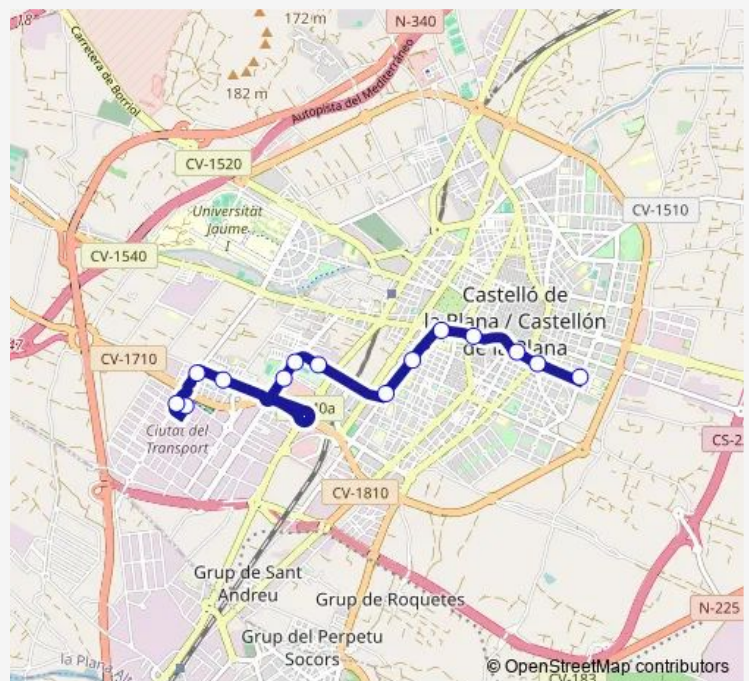 172 m
N-340
182 m
Carretera de Borriol
Autopista del Mediterráneo
CV-1520
Universitat
Jaume
I
CV-1510
CV-1540
Castelló de
la Plana / Castellón
de la Plana
CV-1710
Ciutat del
Transport
CV-1810
Grup de Sant
Andreu
Grup de Roquetes
N-225
Grup del Perpetu
Socors
© OpenStreetMap contributors
CV-183